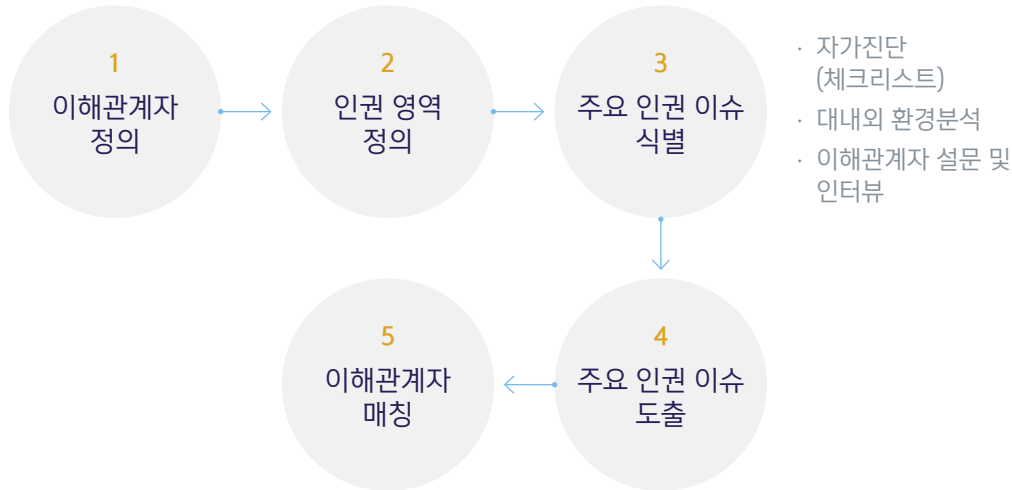 1
이해관계자
정의
2
인권 영역
정의
3
주요 인권 이슈
식별
· 자가진단
(체크리스트)
· 대내외 환경분석
· 이해관계자 설문 및
인터뷰
4
주요 인권 이슈
도출
5
이해관계자
매칭